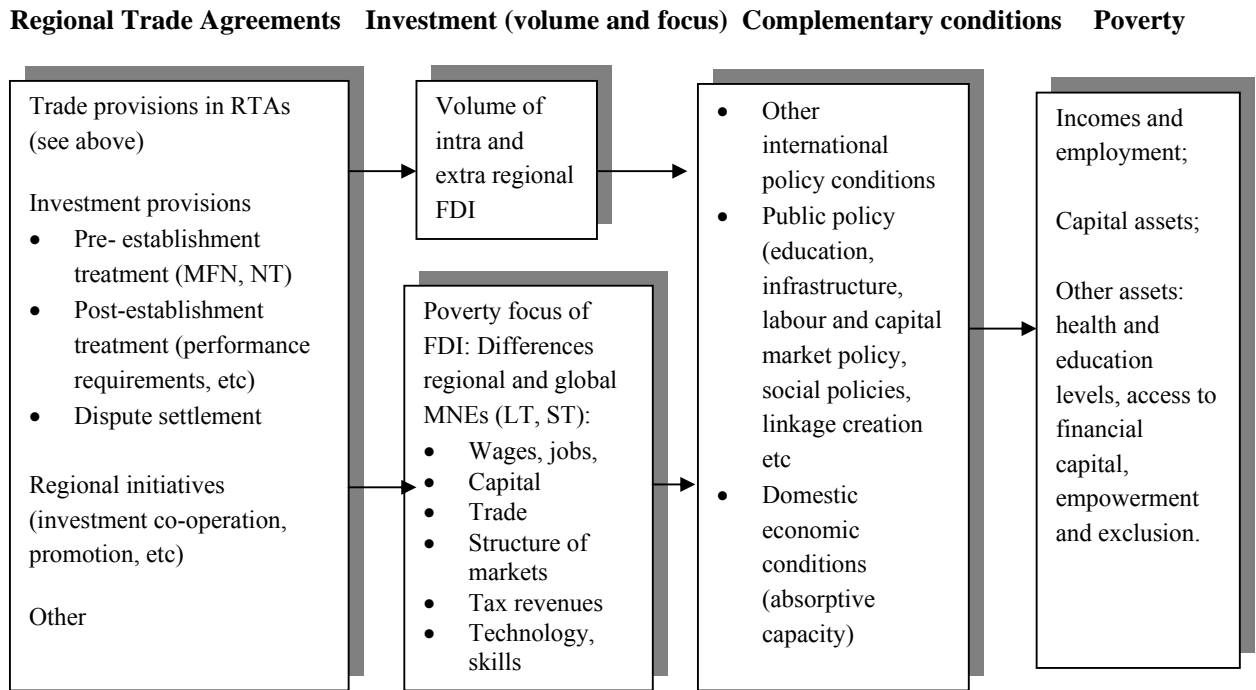 Regional Trade Agreements Investment (volume and focus) Complementary conditions Poverty
Trade provisions in RTAs
(see above)
Investment provisions
• Pre- establishment
treatment (MFN, NT)
• Post-establishment
treatment (performance
requirements, etc)
• Dispute settlement
Regional initiatives
(investment co-operation,
promotion, etc)
Other
Volume of
intra and
extra regional
FDI
Poverty focus of
FDI: Differences
regional and global
MNEs (LT, ST):
• Wages, jobs,
• Capital
• Trade
• Structure of
markets
• Tax revenues
• Technology,
skills
• Other
international
policy conditions
• Public policy
(education,
infrastructure,
labour and capital
market policy,
social policies,
linkage creation
etc
• Domestic
economic
conditions
(absorptive
capacity)
Incomes and
employment;
Capital assets;
Other assets:
health and
education
levels, access to
financial
capital,
empowerment
and exclusion.